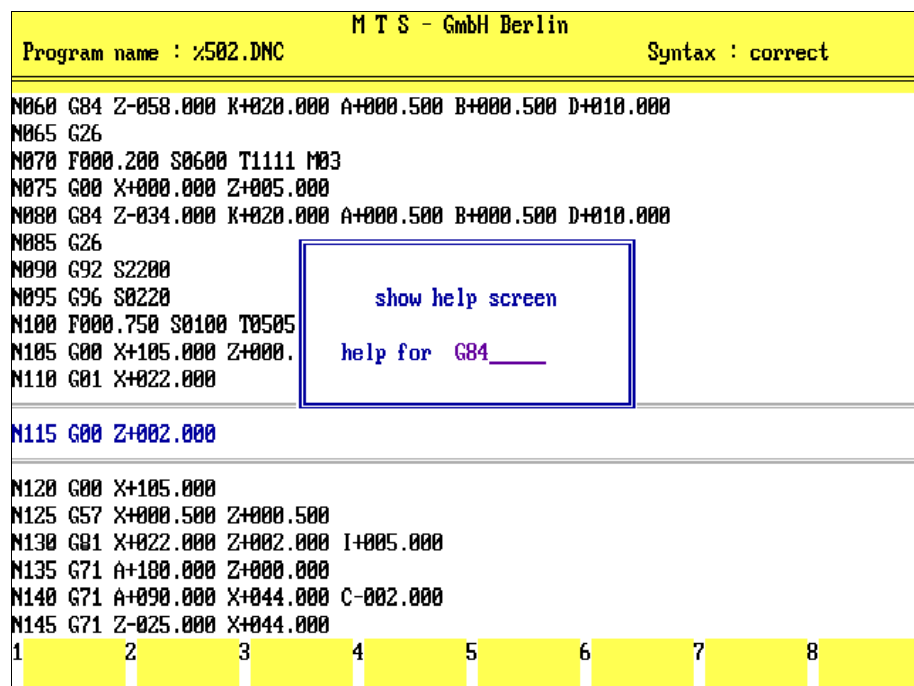 M T S - GmbH Berlin
Program name : %502.DNC Syntax : correct
N060 G84 Z-058.000 K+020.000 A+000.500 B+000.500 D+010.000
N065 G26
N070 F000.200 S0600 T1111 M03
N075 G00 X+000.000 Z+005.000
N080 G84 Z-034.000 K+020.000 A+000.500 B+000.500 D+010.000
N085 G26
N090 G92 S2200
N095 G96 S0220
N100 F000.750 S0100 T0505
N105 G00 X+105.000 Z+000.
N110 G01 X+022.000
show help screen
help for G84_____
N115 G00 Z+002.000
N120 G00 X+105.000
N125 G57 X+000.500 Z+000.500
N130 G81 X+022.000 Z+002.000 I+005.000
N135 G71 A+180.000 Z+000.000
N140 G71 A+090.000 X+044.000 C-002.000
N145 G71 Z-025.000 X+044.000
1 2 3 4 5 6 7 8